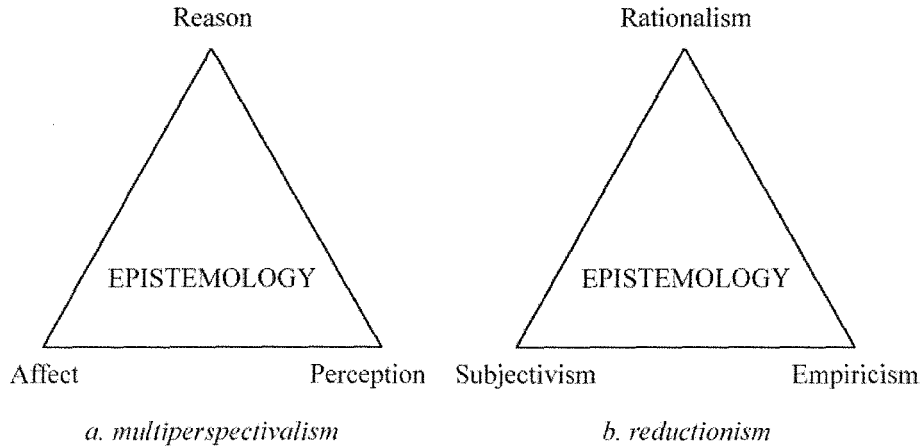 Reason
Rationalism
EPISTEMOLOGY
EPISTEMOLOGY
Affect
Perception
Subjectivism
Empiricism
a. multiperspectivalism
b. reductionism